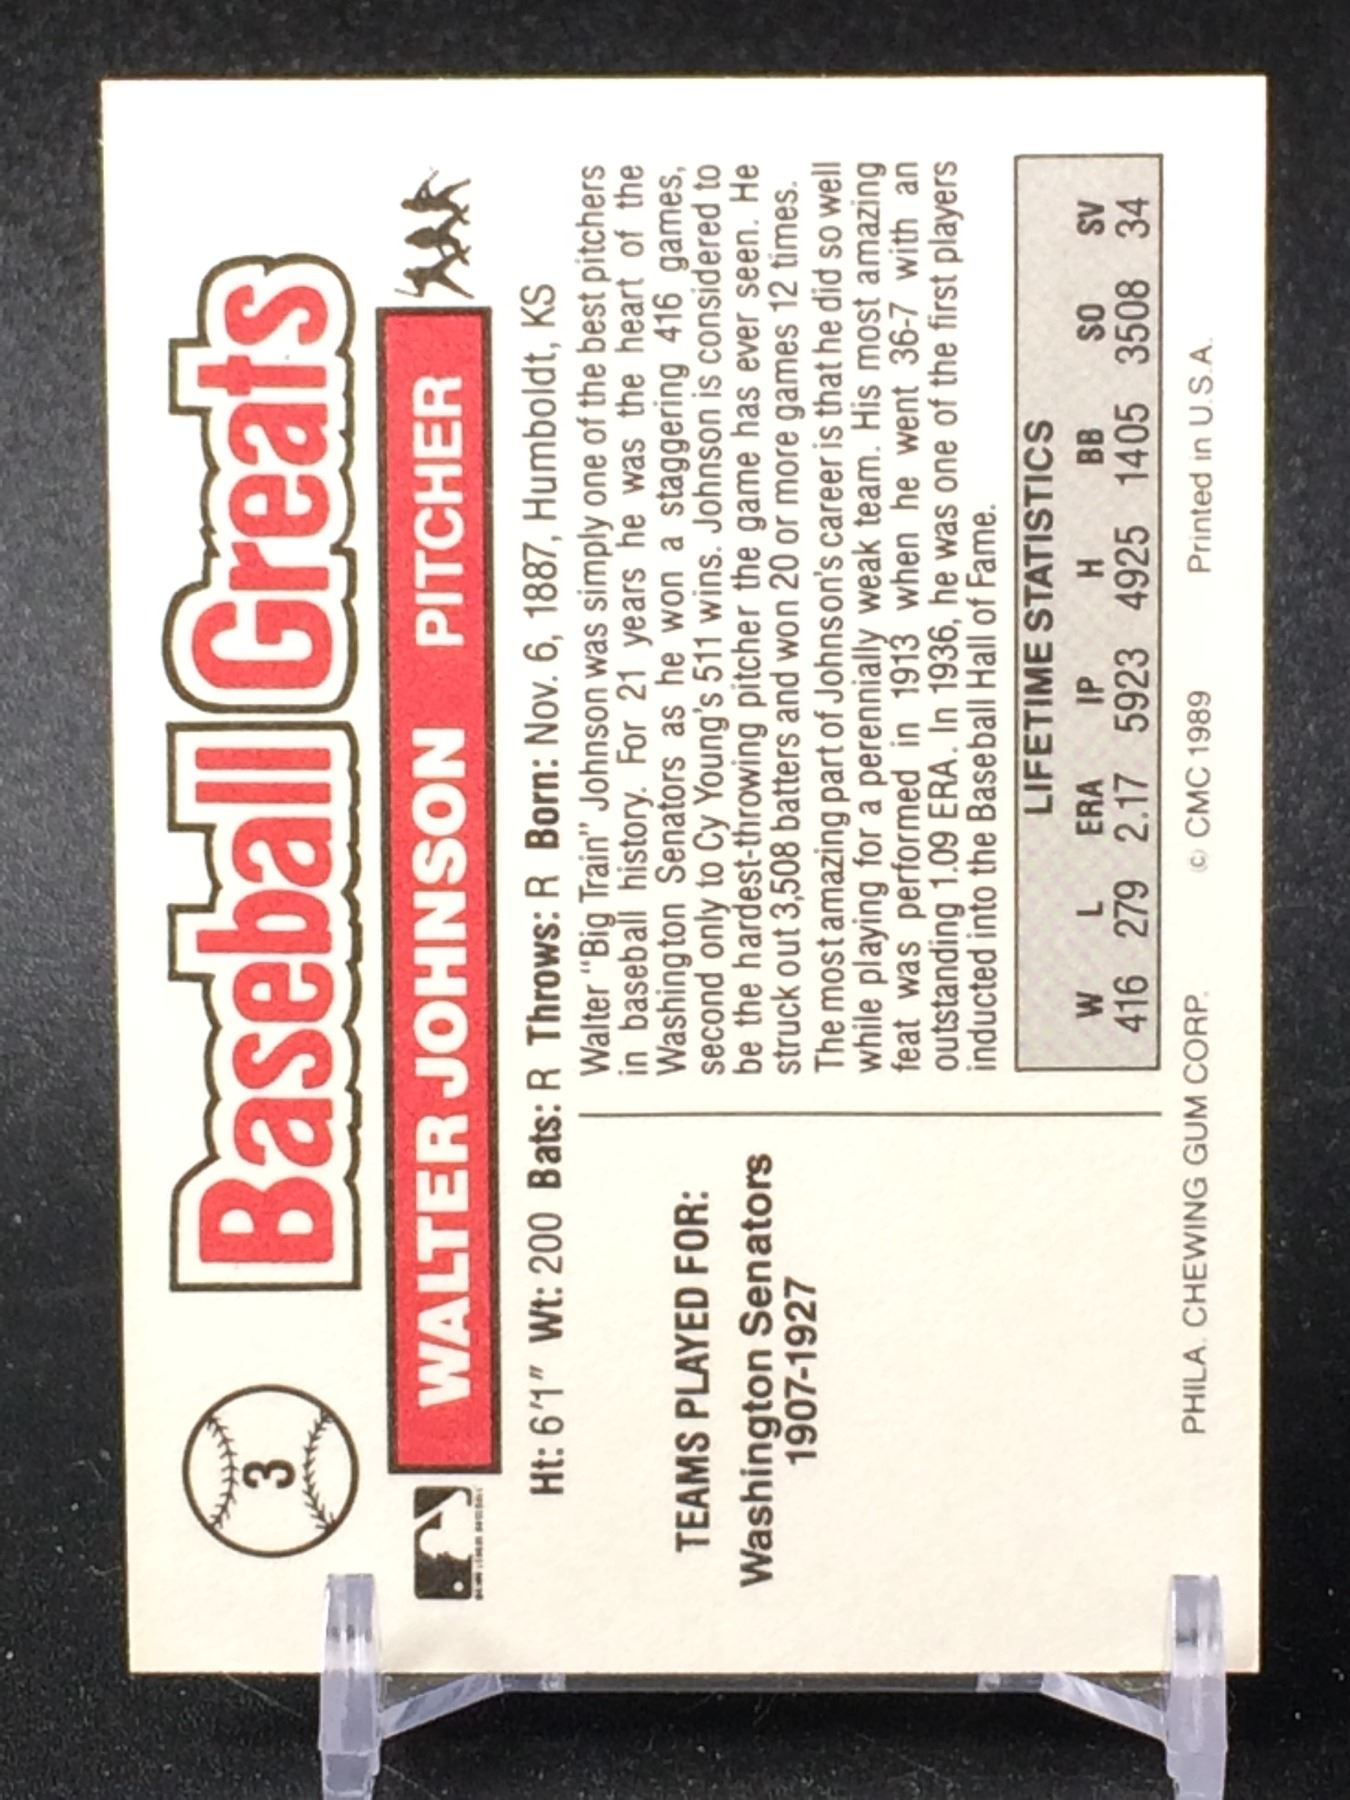 3
Baseball Greats
WALTER JOHNSON PITCHER
Ht: 6'1" Wt: 200 Bats: R Throws: R Born: Nov. 6, 1887, Humboldt, KS
TEAMS PLAYED FOR:
Washington Senators
1907-1927
Walter "Big Train" Johnson was simply one of the best pitchers
in baseball history. For 21 years he was the heart of the
Washington Senators as he won a staggering 416 games,
second only to Cy Young's 511 wins. Johnson is considered to
be the hardest-throwing pitcher the game has ever seen. He
struck out 3,508 batters and won 20 or more games 12 times.
The most amazing part of Johnson's career is that he did so well
while playing for a perennially weak team. His most amazing
feat was performed in 1913 when he went 36-7 with an
outstanding 1.09 ERA. In 1936, he was one of the first players
inducted into the Baseball Hall of Fame.
LIFETIME STATISTICS
W L ERA IP H BB SO SV
416 279 2.17 5923 4925 1405 3508 34
PHILA. CHEWING GUM CORP. © CMC 1989 Printed in U.S.A.